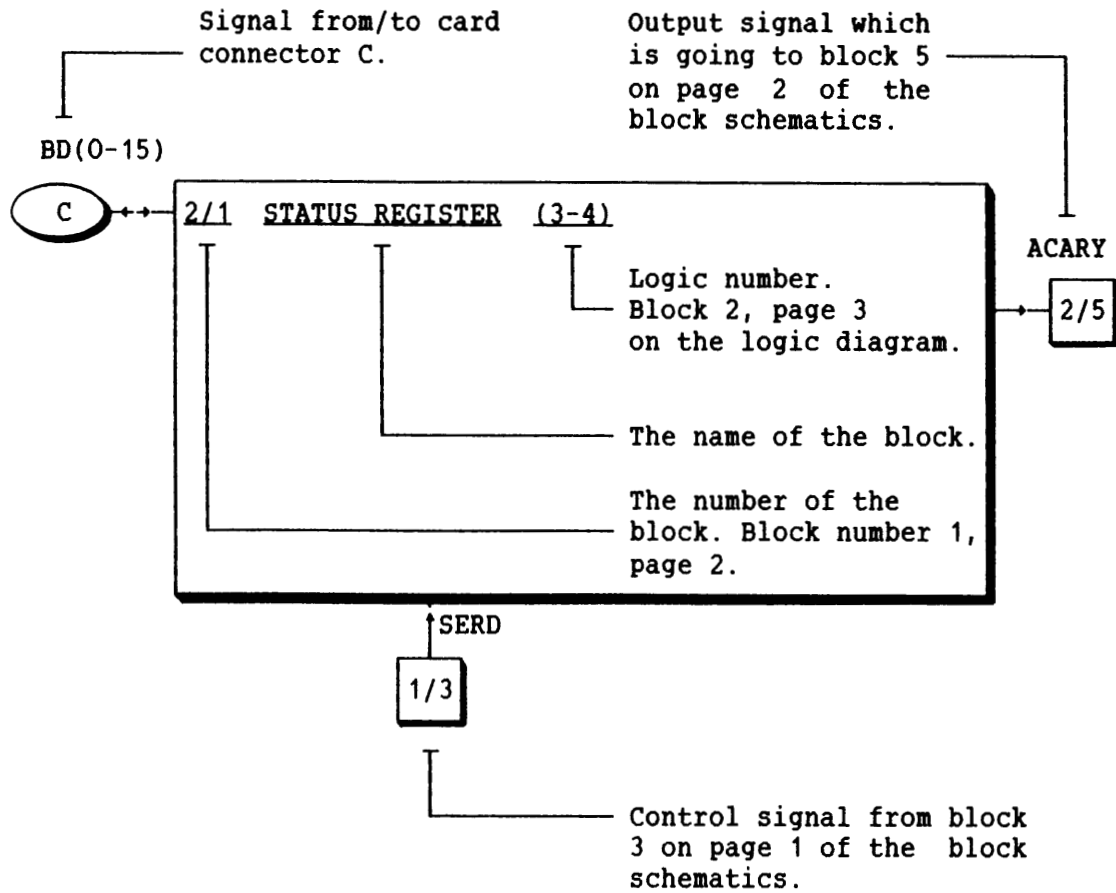 Signal from/to card
connector C.
Output signal which
is going to block 5
on page 2 of the
block schematics.
BD(0-15)
C
2/1 STATUS REGISTER (3-4)
ACARY
2/5
Logic number.
Block 2, page 3
on the logic diagram.
The name of the block.
The number of the
block. Block number 1,
page 2.
SERD
1/3
Control signal from block
3 on page 1 of the block
schematics.